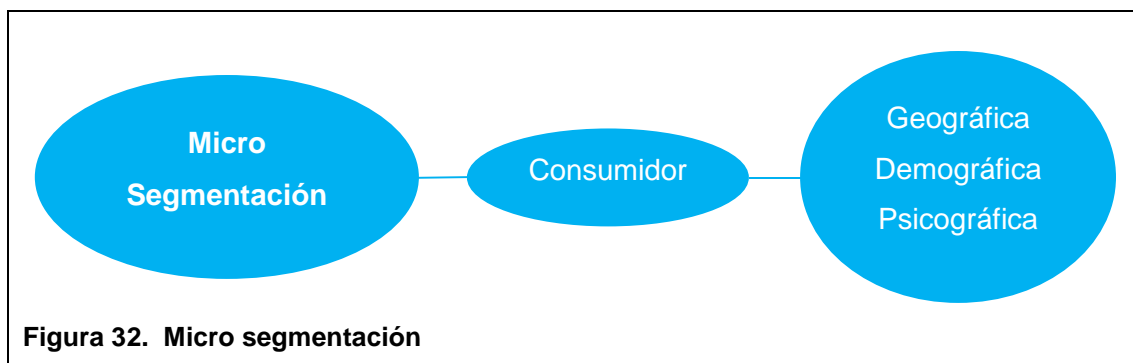 Micro
Segmentación
Consumidor
Geográfica
Demográfica
Psicográfica
Figura 32. Micro segmentación